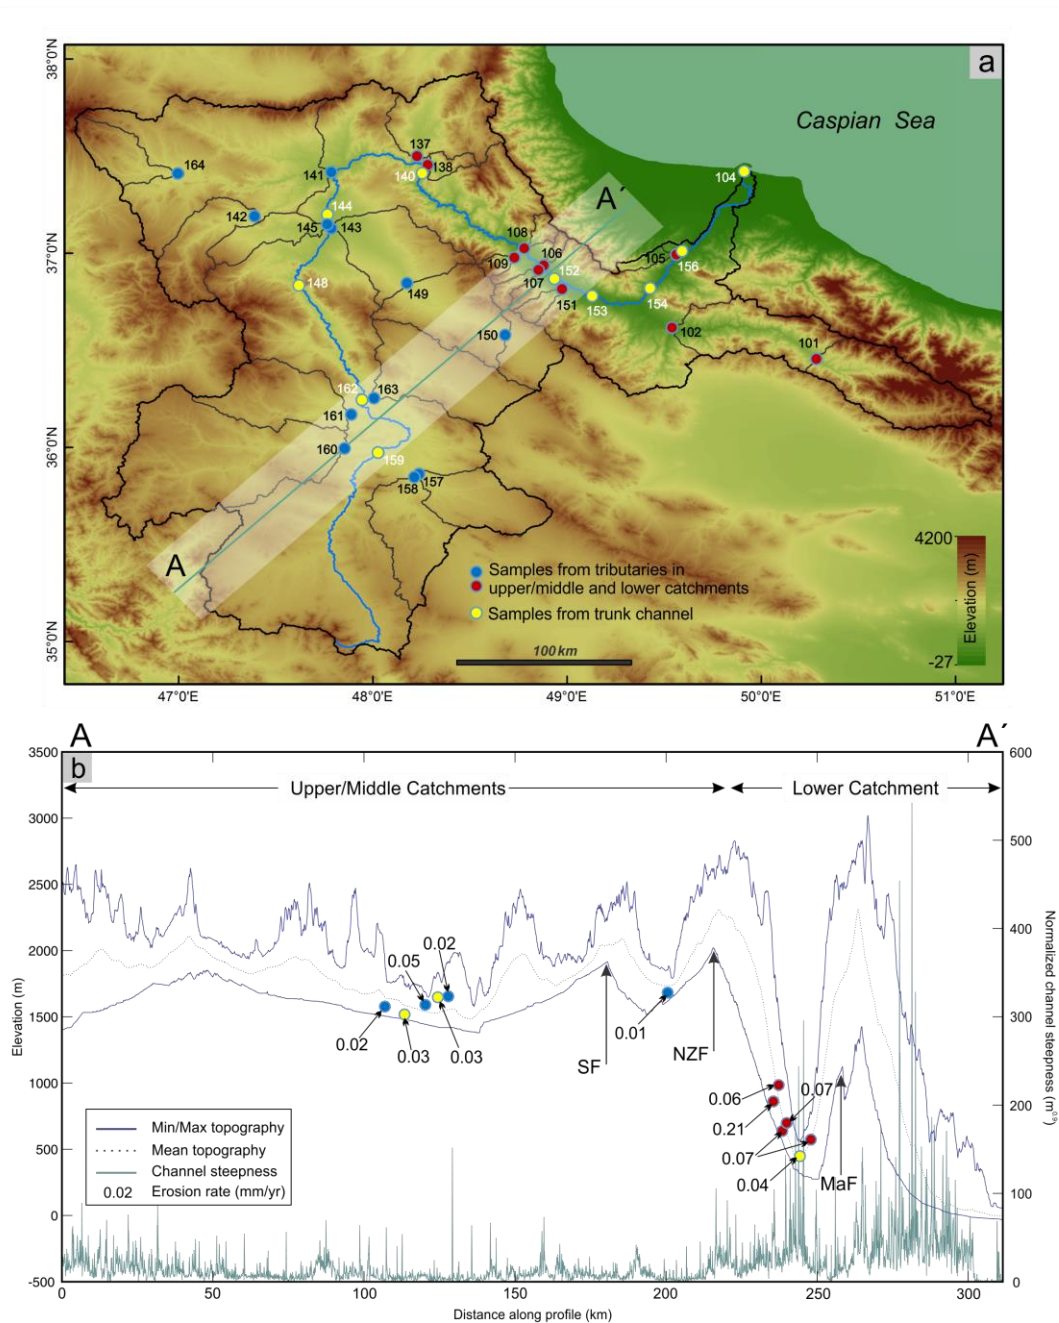 a
Caspian Sea
38°0'N
37°0'N
36°0'N
35°0'N
137
138
140
164
141
144
142
145
143
148
149
150
162
163
161
160
159
157
158
108
109
106
107
152
151
153
154
105
156
104
102
101
A
A´
Samples from tributaries in
upper/middle and lower catchments
Samples from trunk channel
100 km
4200
Elevation (m)
-27
47°0'E
48°0'E
49°0'E
50°0'E
51°0'E
A
A´
b
Upper/Middle Catchments
Lower Catchment
3500
3000
2500
2000
1500
1000
500
0
-500
Elevation (m)
600
500
400
300
200
100
0
Normalized channel steepness (m⁰·⁹)
0.02
0.03
0.05
0.02
0.03
0.01
SF
NZF
0.06
0.21
0.07
0.07
0.04
MaF
Min/Max topography
Mean topography
Channel steepness
0.02 Erosion rate (mm/yr)
0
50
100
150
200
250
300
Distance along profile (km)